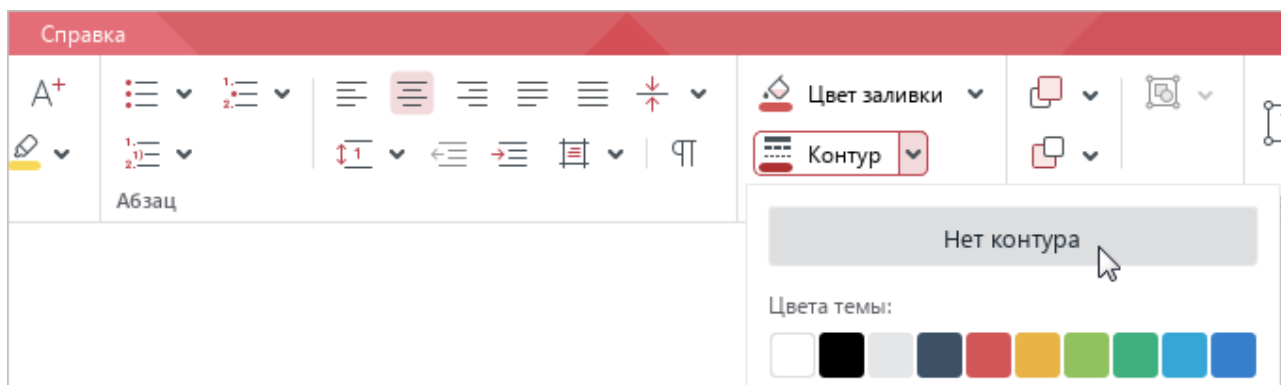 Справка
Цвет заливки
Контур
Абзац
Нет контура
Цвета темы: